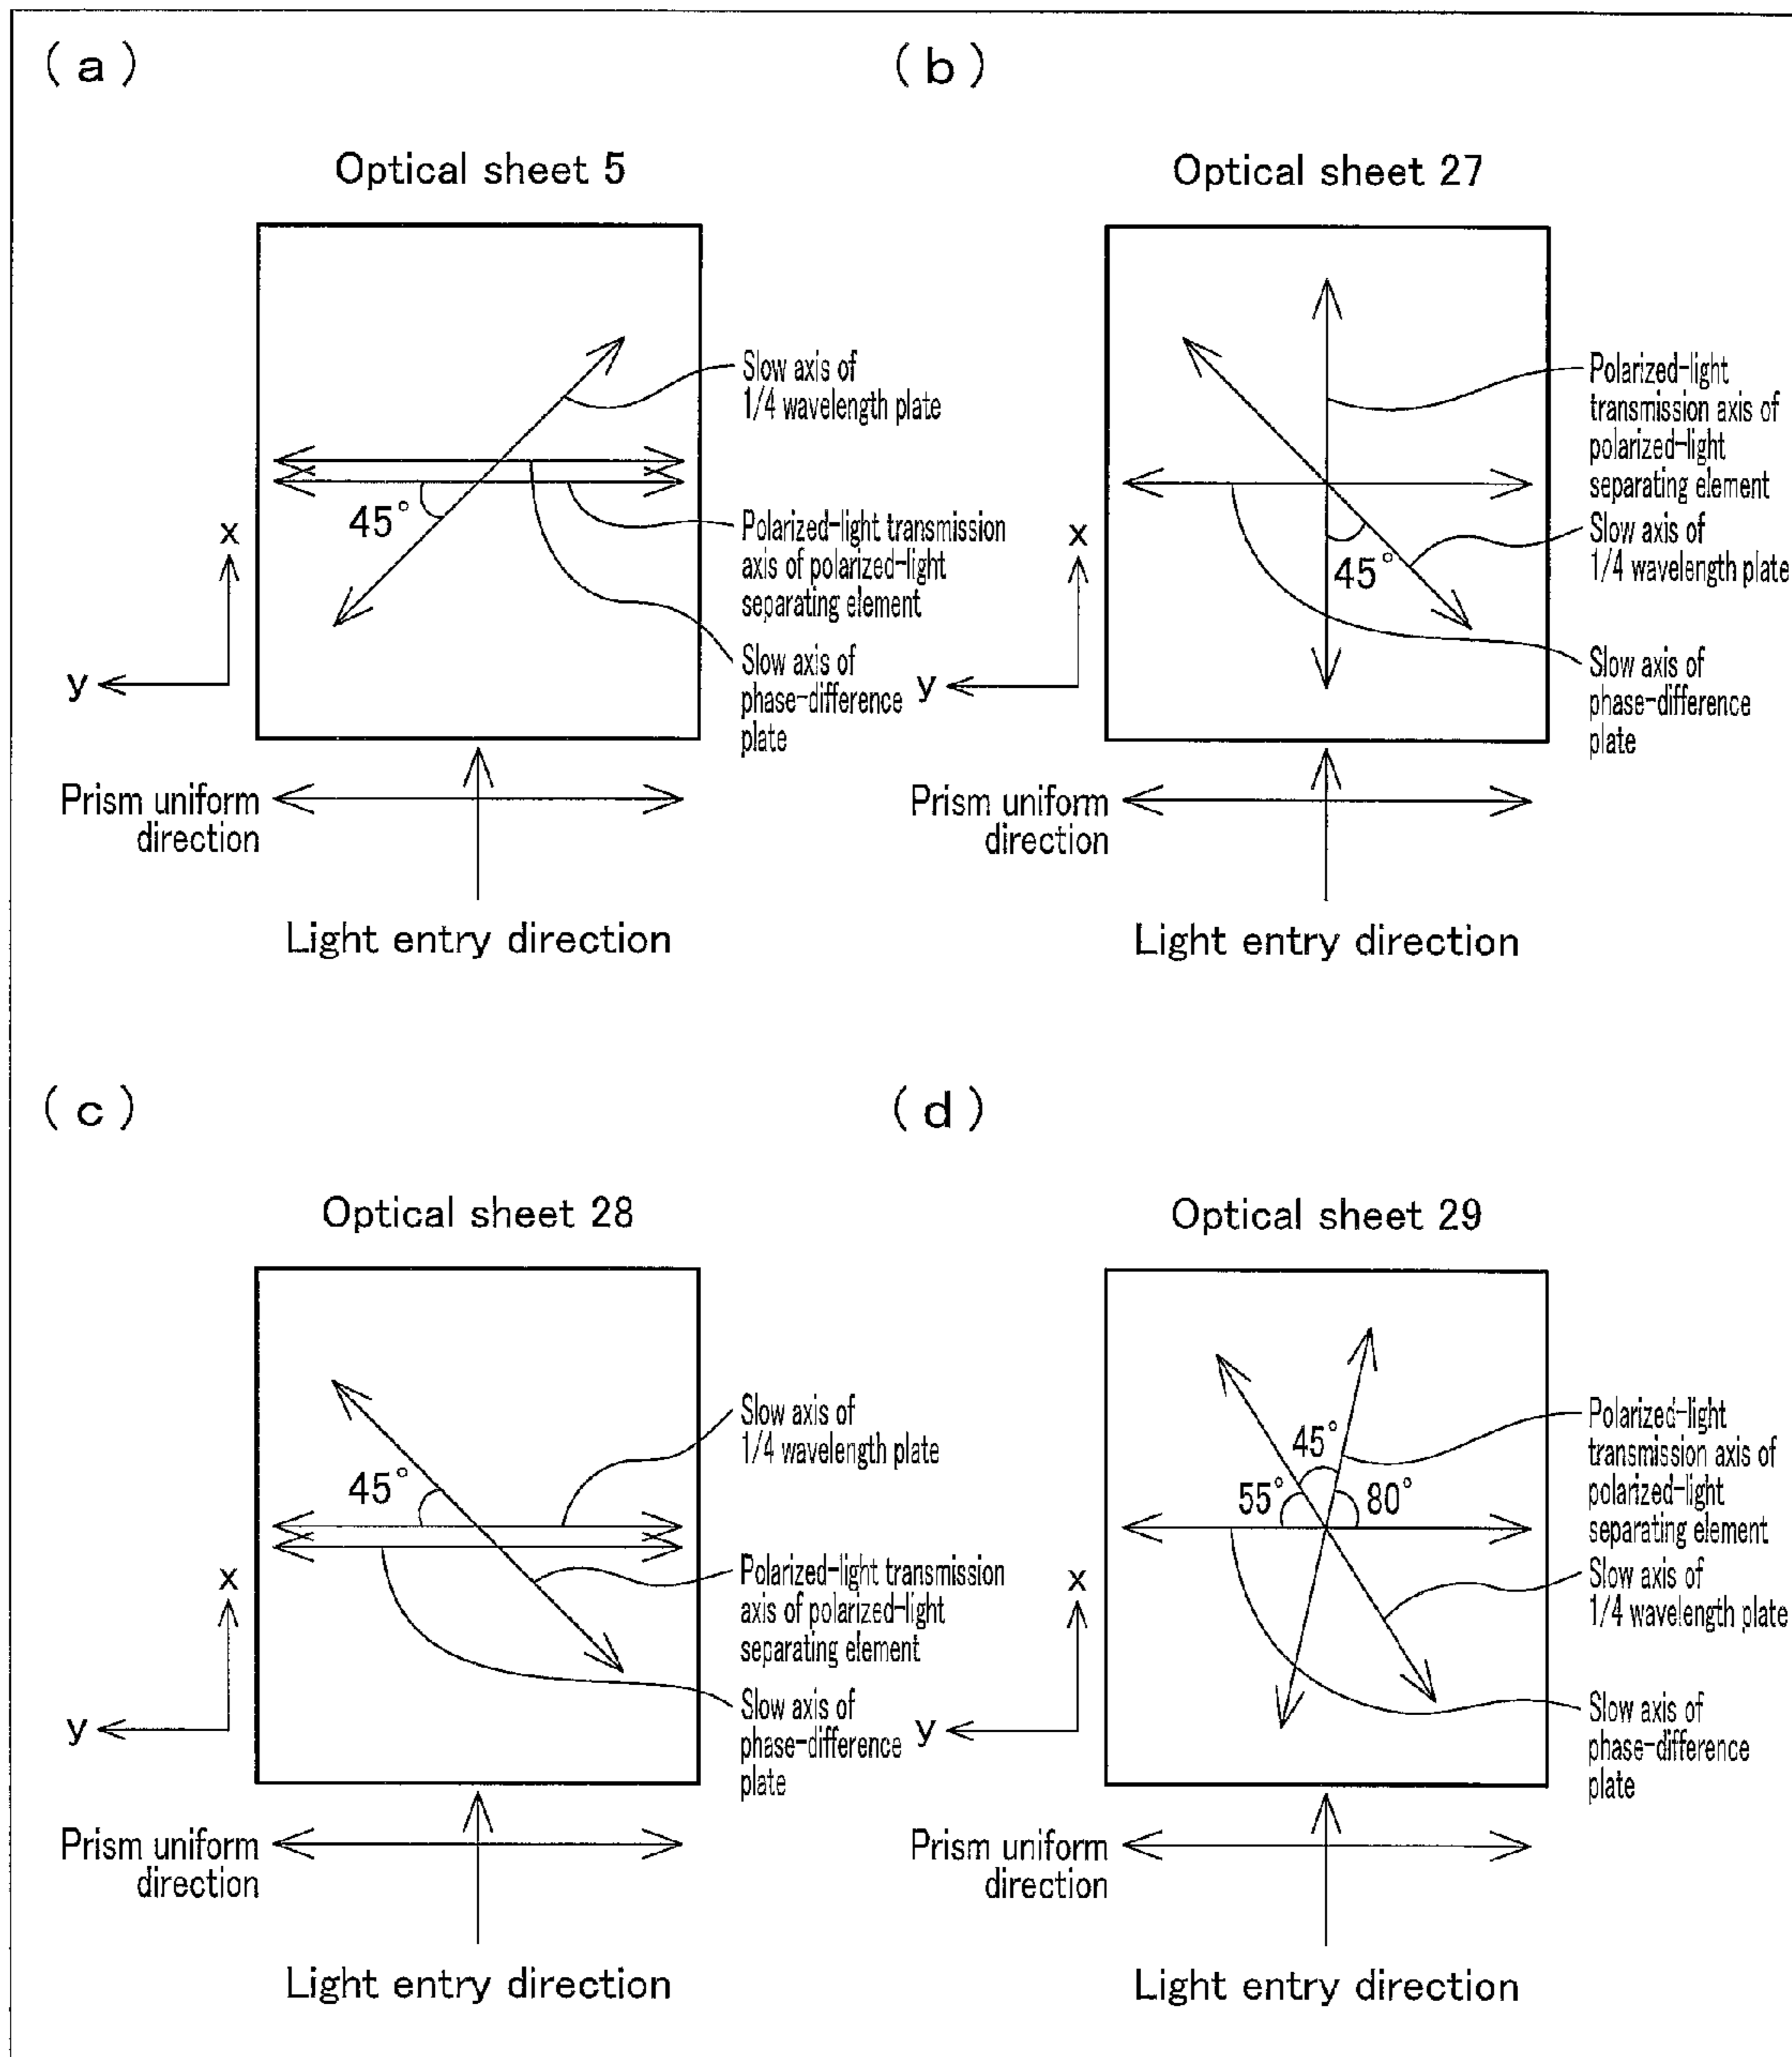 (a)
Optical sheet 5
Slow axis of
1/4 wavelength plate
45°
Polarized-light transmission
axis of polarized-light
separating element
x
y
Slow axis of
phase-difference
plate
Prism uniform
direction
Light entry direction
(b)
Optical sheet 27
Polarized-light
transmission axis of
polarized-light
separating element
Slow axis of
1/4 wavelength plate
45°
x
y
Slow axis of
phase-difference
plate
Prism uniform
direction
Light entry direction
(c)
Optical sheet 28
Slow axis of
1/4 wavelength plate
45°
Polarized-light transmission
axis of polarized-light
separating element
x
y
Slow axis of
phase-difference
plate
Prism uniform
direction
Light entry direction
(d)
Optical sheet 29
45°
55°
80°
Polarized-light
transmission axis of
polarized-light
separating element
Slow axis of
1/4 wavelength plate
x
y
Slow axis of
phase-difference
plate
Prism uniform
direction
Light entry direction